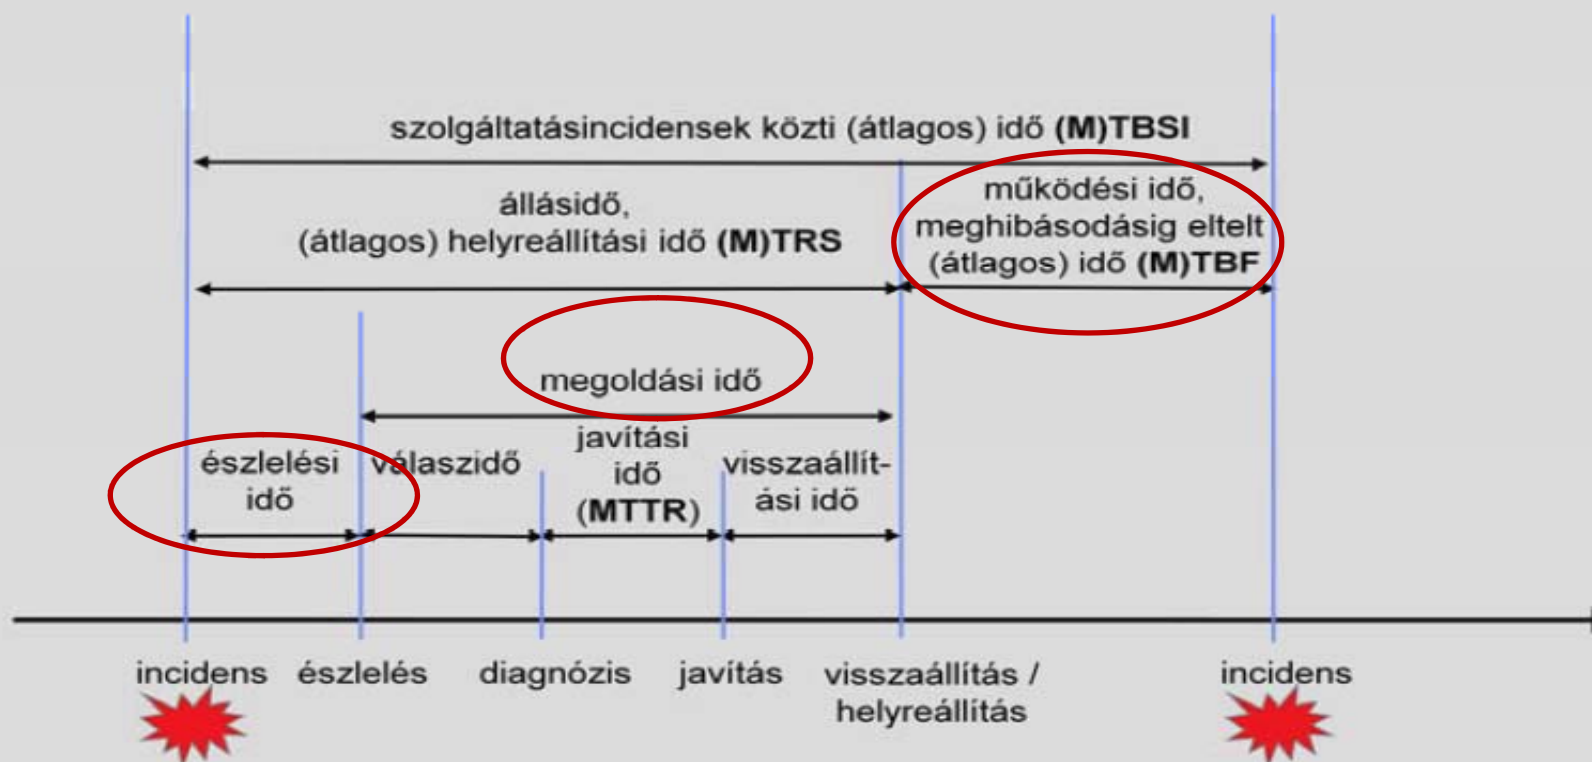 szolgáltatásincidensek közti (átlagos) idő (M)TBSI
állásidő,
(átlagos) helyreállítási idő (M)TRS
működési idő,
meghibásodásig eltelt
(átlagos) idő (M)TBF
megoldási idő
észlelési
idő
válaszidő
javítási
idő
(MTTR)
visszaállít-
ási idő
incidens
észlelés
diagnózis
javítás
visszaállítás /
helyreállítás
incidens